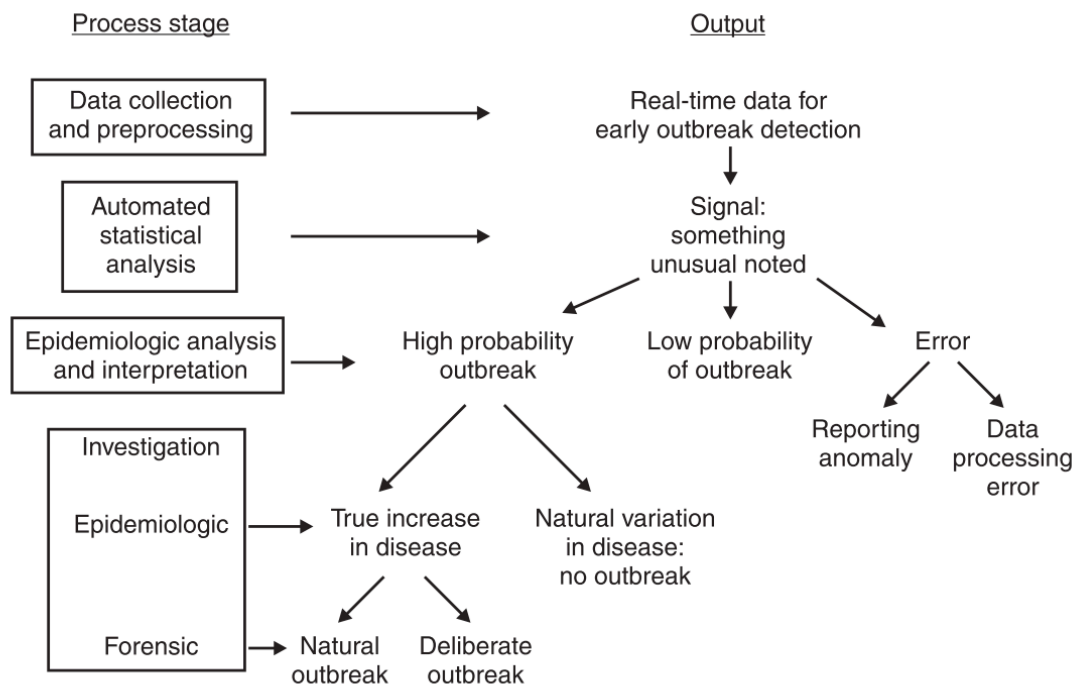 Process stage
Output
Data collection
and preprocessing
Real-time data for
early outbreak detection
Automated
statistical
analysis
Signal:
something
unusual noted
Epidemiologic analysis
and interpretation
High probability
outbreak
Low probability
of outbreak
Error
Reporting
anomaly
Data
processing
error
Investigation
Epidemiologic
True increase
in disease
Natural variation
in disease:
no outbreak
Forensic
Natural
outbreak
Deliberate
outbreak